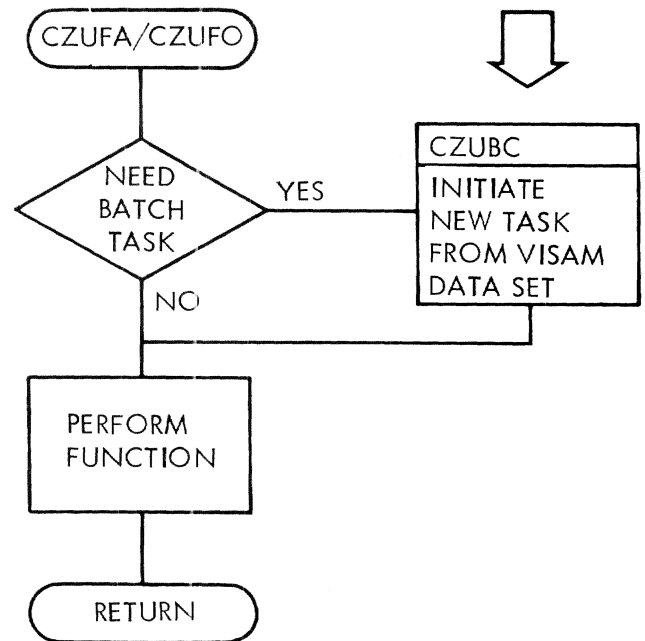 CZUFA/CZUFO
NEED
BATCH
TASK
YES
CZUBC
INITIATE
NEW TASK
FROM VISAM
DATA SET
NO
PERFORM
FUNCTION
RETURN